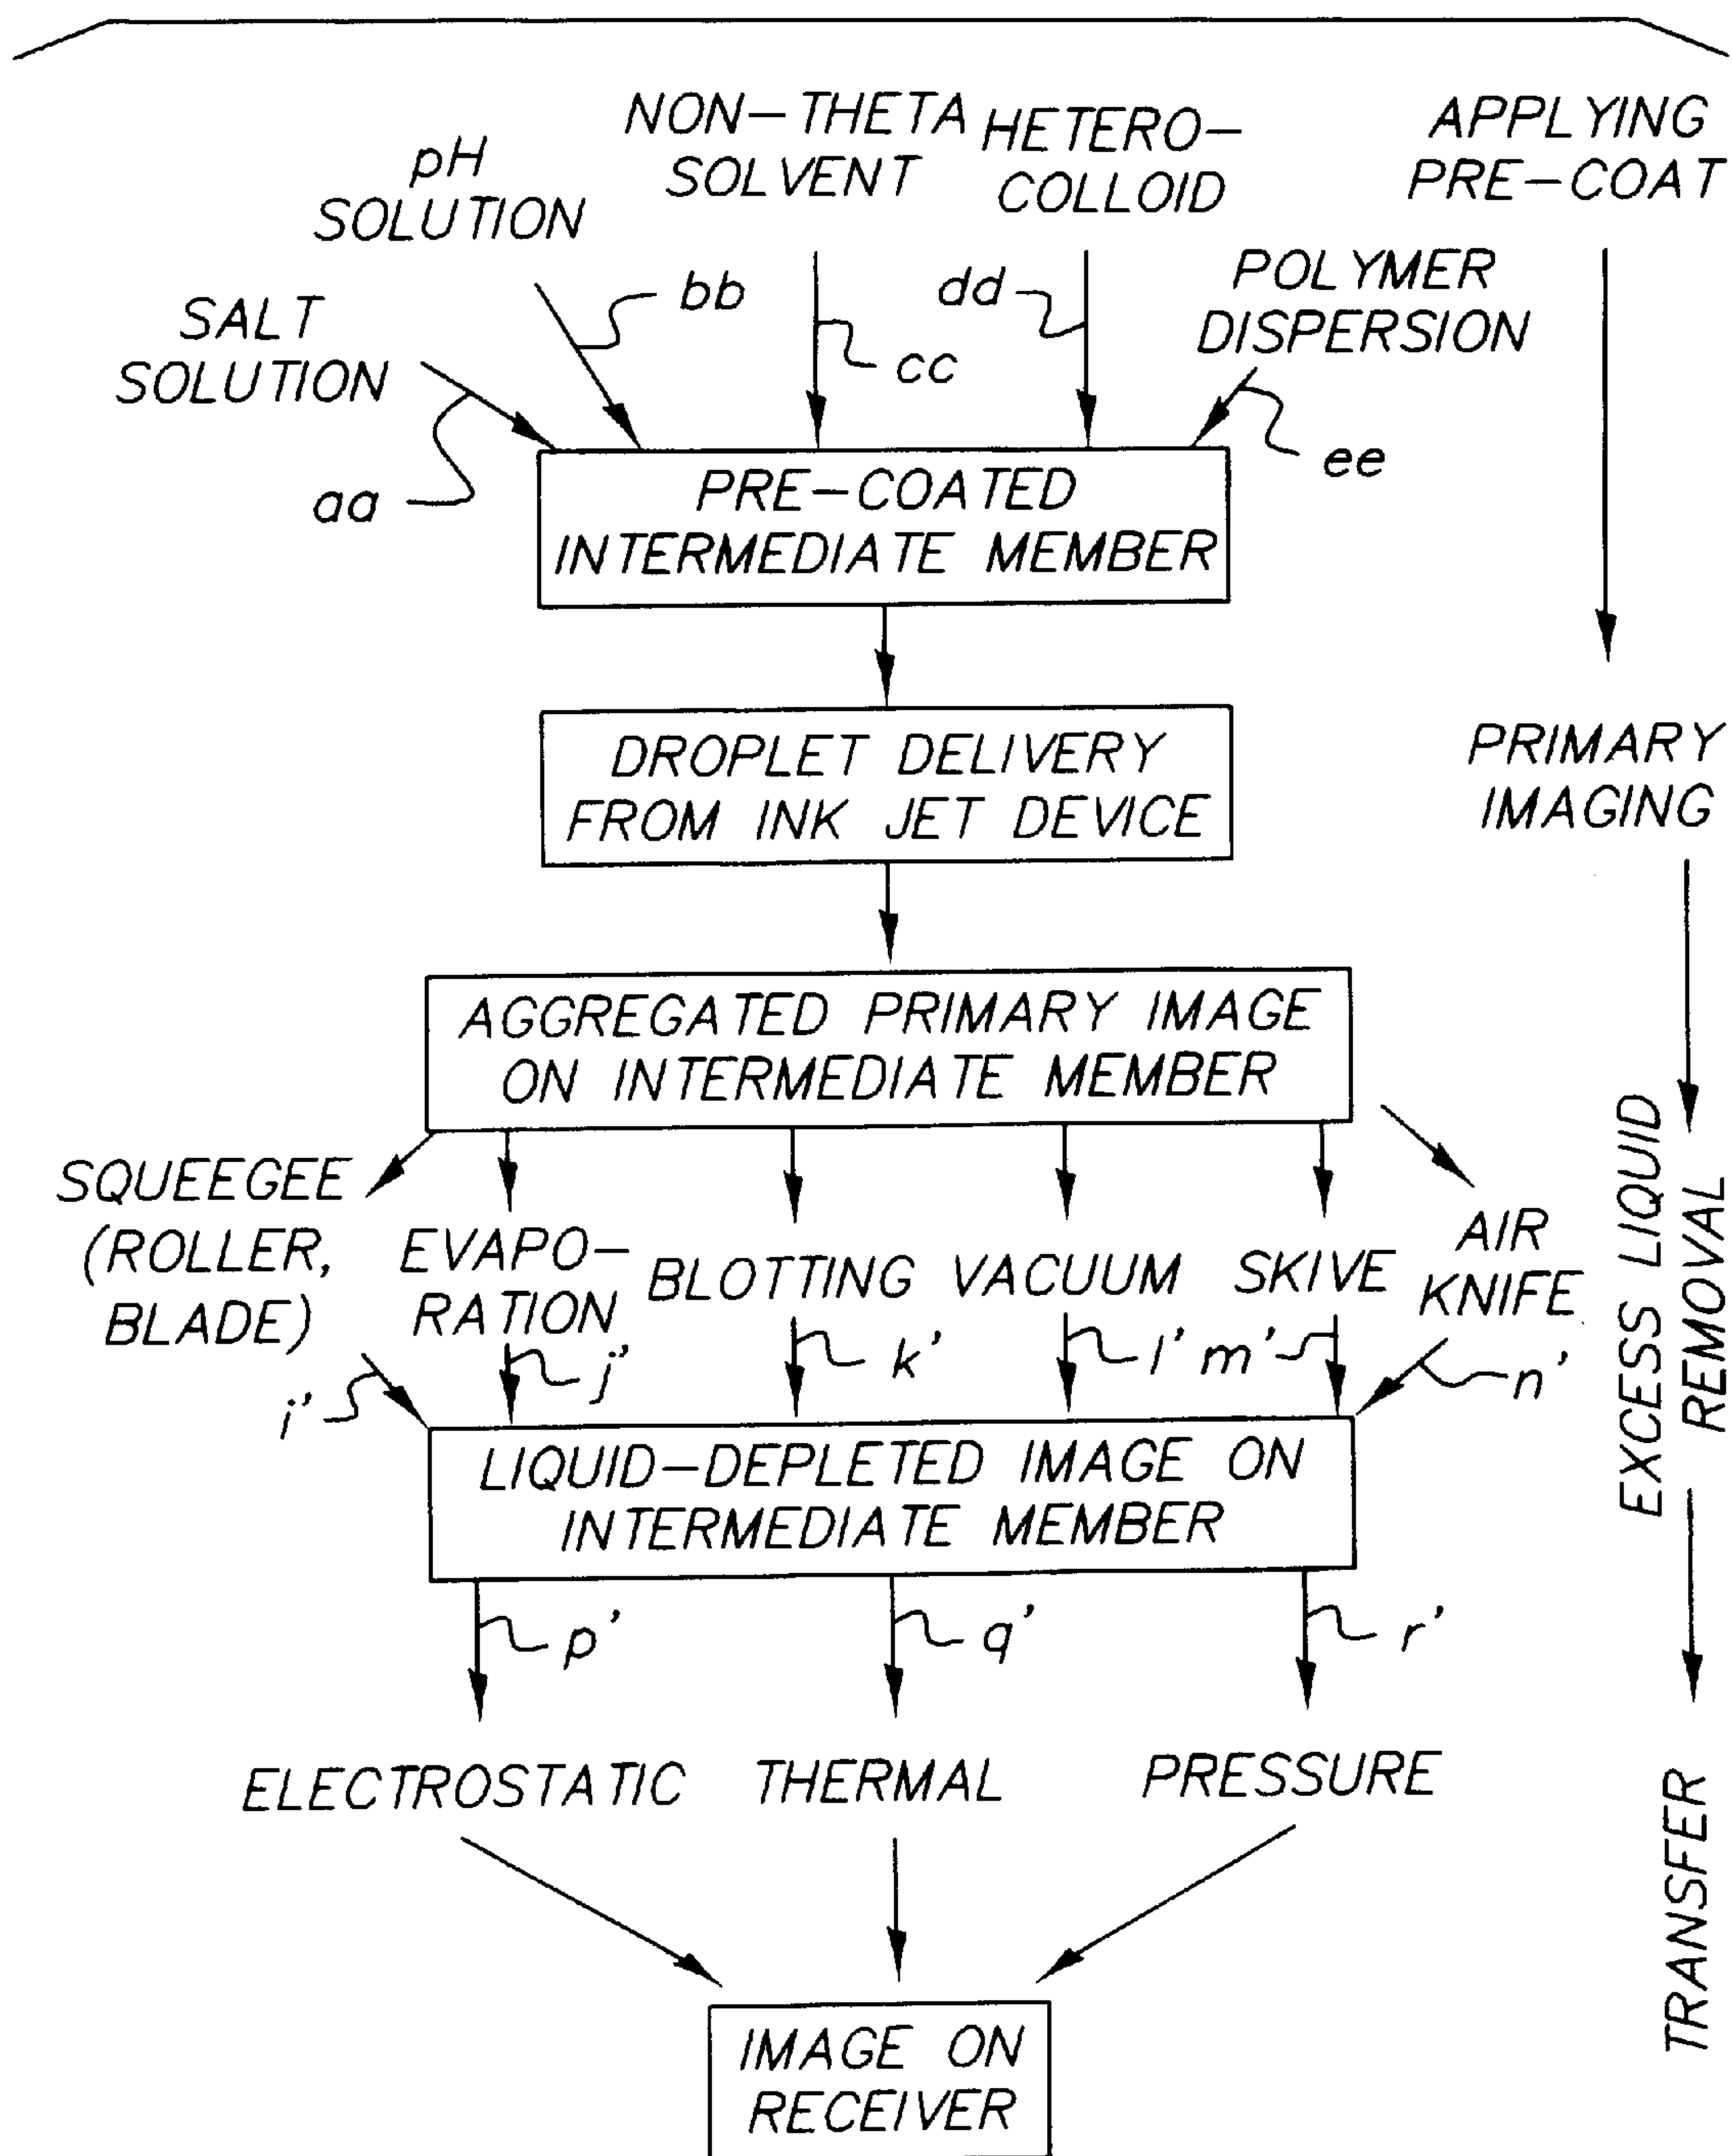 NON-THETA
SOLVENT
HETERO-
COLLOID
APPLYING
PRE-COAT
pH
SOLUTION
SALT
SOLUTION
POLYMER
DISPERSION
aa
bb
cc
dd
ee
PRE-COATED
INTERMEDIATE MEMBER
DROPLET DELIVERY
FROM INK JET DEVICE
PRIMARY
IMAGING
AGGREGATED PRIMARY IMAGE
ON INTERMEDIATE MEMBER
SQUEEGEE
(ROLLER,
BLADE)
EVAPO-
RATION
BLOTTING
VACUUM
SKIVE
AIR
KNIFE
EXCESS LIQUID
REMOVAL
i'
j'
k'
l'
m'
n'
LIQUID-DEPLETED IMAGE ON
INTERMEDIATE MEMBER
p'
q'
r'
ELECTROSTATIC
THERMAL
PRESSURE
TRANSFER
IMAGE ON
RECEIVER